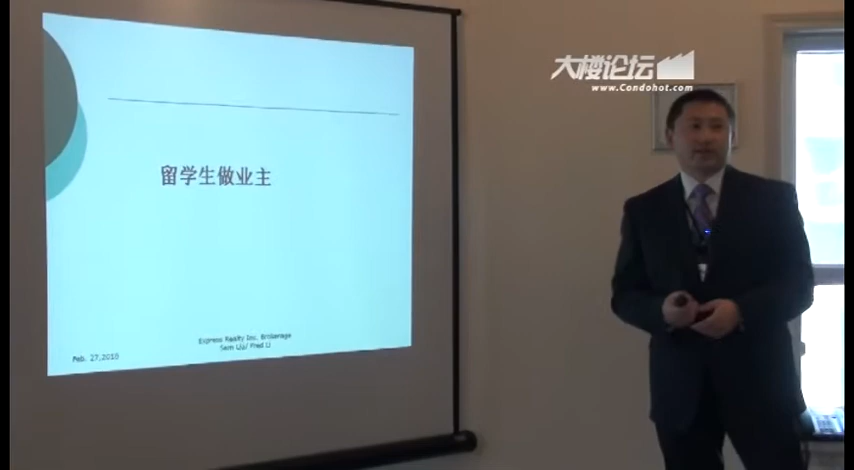 大楼论坛
www.Condohot.com
留学生做业主
Express Realty Inc. Brokerage
Sam Liu/ Fred Li
Feb. 27,2015